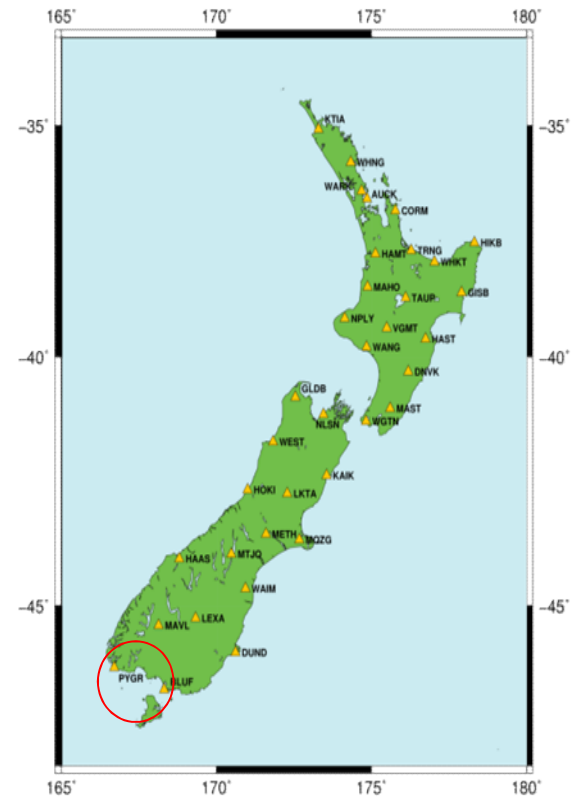 165° 170° 175° 180°
−35° −35°
KTIA
WHNG
WARK
AUCK
CORM
HIKB
TRNG
HAMT
WHKT
MAHO
TAUP
GISB
NPLY
VGMT
HAST
WANG
−40° −40°
DNVK
GLDB
MAST
NLSN
WGTN
WEST
KAIK
HOKI
LKTA
METH
MQZG
MTJO
HAAS
WAIM
−45° −45°
LEXA
MAVL
DUND
PYGR
BLUF
165° 170° 175° 180°